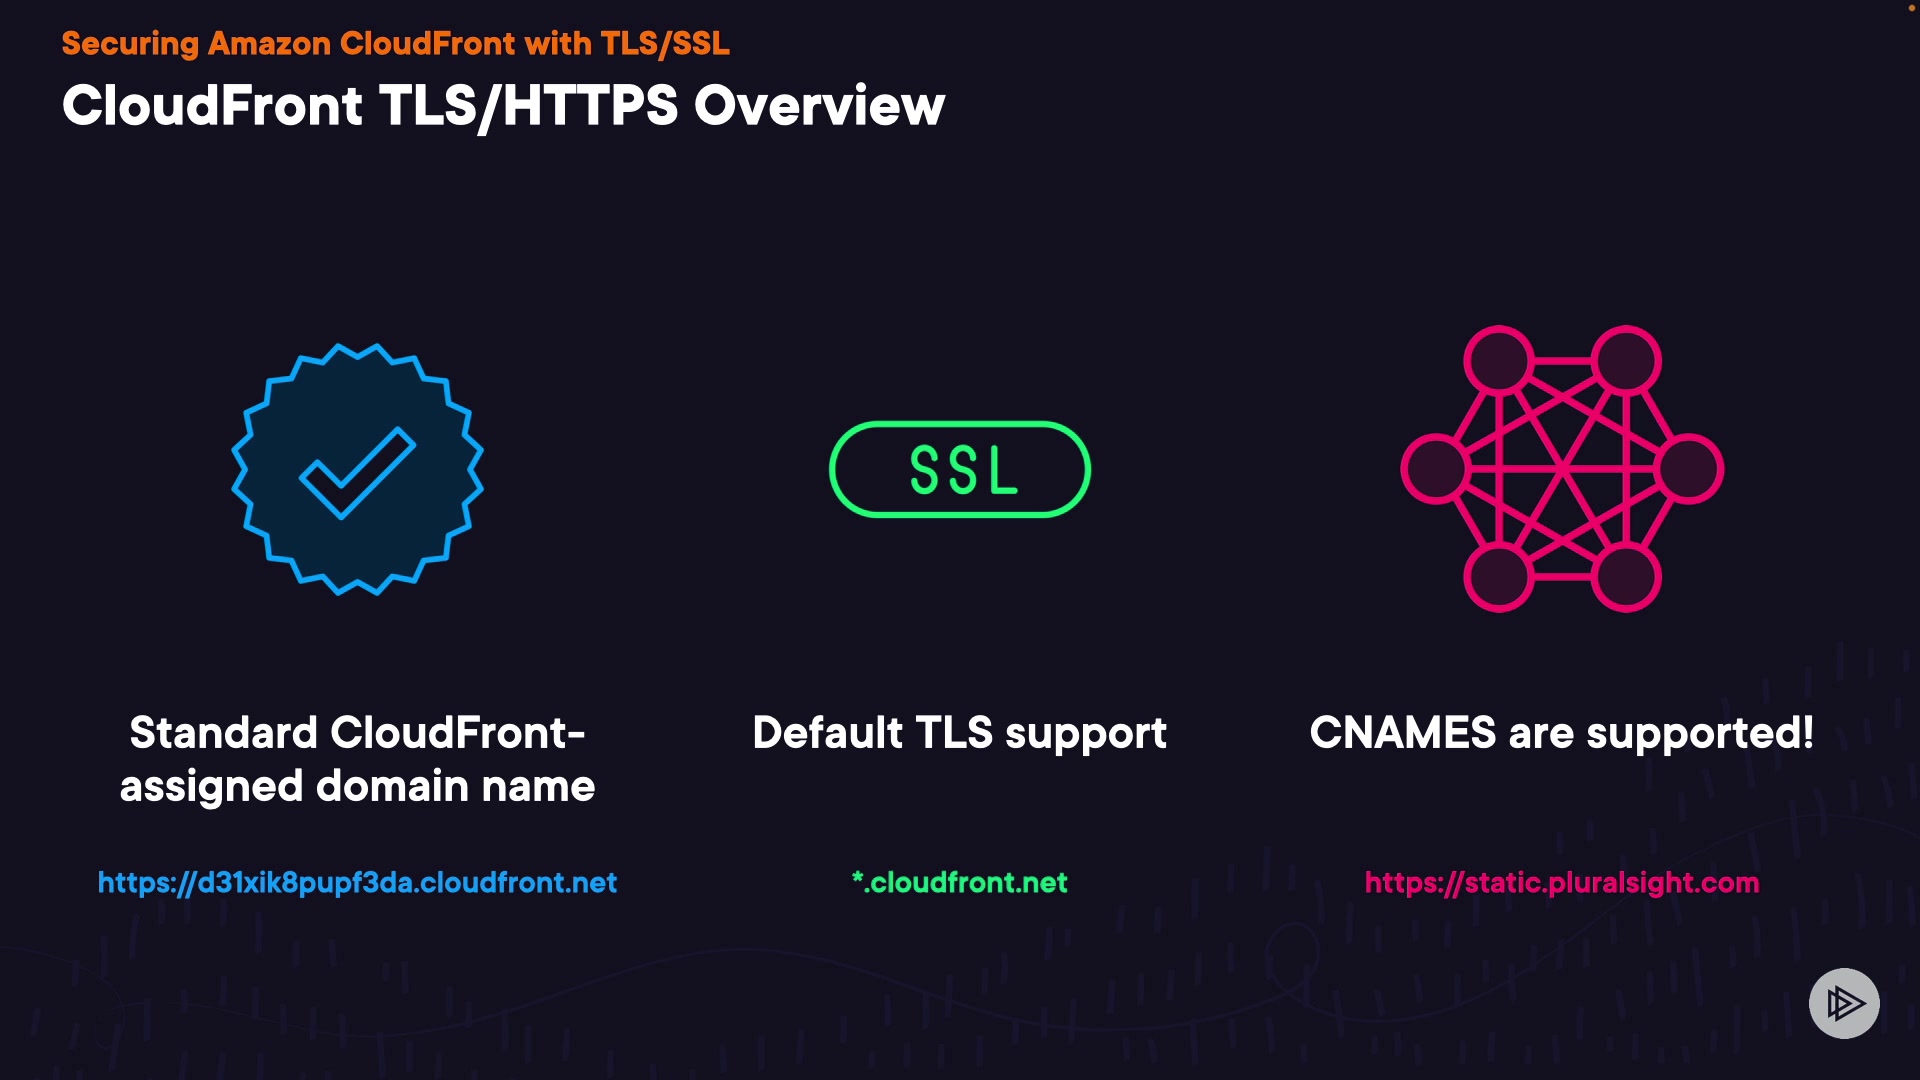 Securing Amazon CloudFront with TLS/SSL
CloudFront TLS/HTTPS Overview
SSL
Standard CloudFront-
assigned domain name
Default TLS support
CNAMES are supported!
https://d31xik8pupf3da.cloudfront.net
*.cloudfront.net
https://static.pluralsight.com